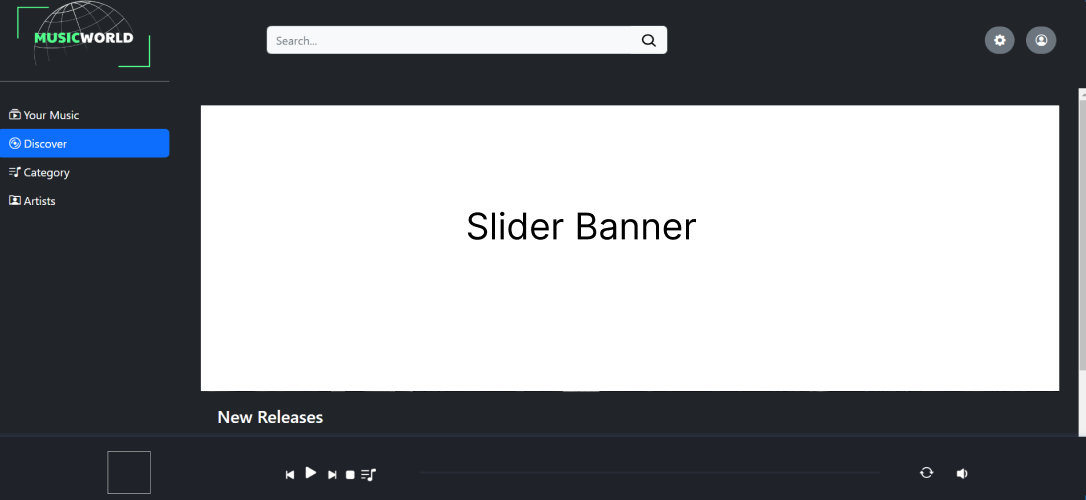 MUSICWORLD
Search...
Your Music
Discover
Category
Artists
Slider Banner
New Releases